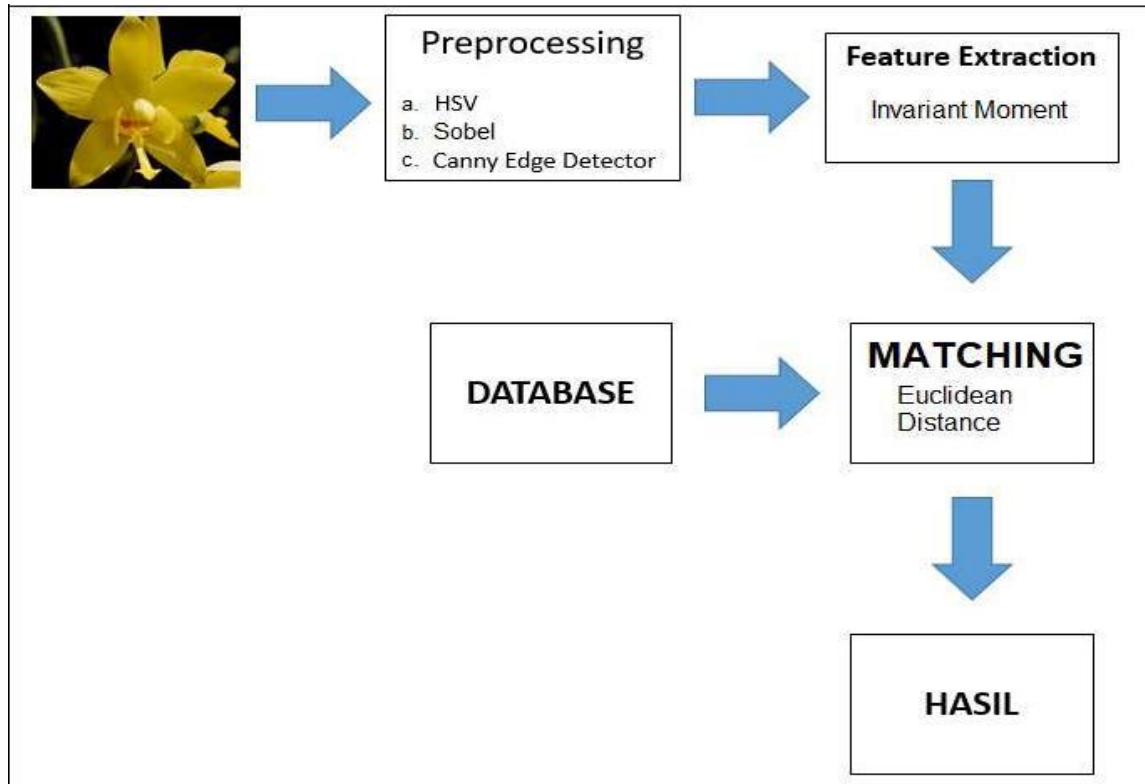 Preprocessing
a. HSV
b. Sobel
c. Canny Edge Detector
Feature Extraction
Invariant Moment
DATABASE
MATCHING
Euclidean
Distance
HASIL